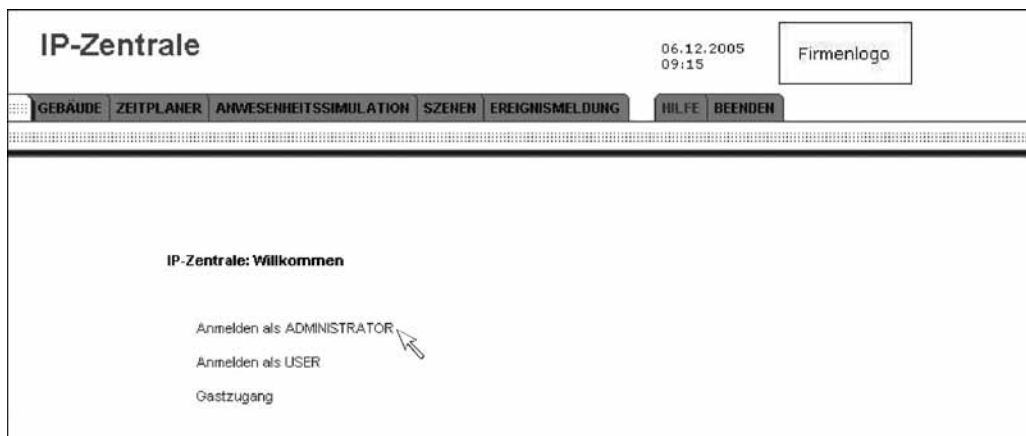 IP-Zentrale
06.12.2005
09:15
Firmenlogo
GEBÄUDE ZEITPLANER ANWESENHEITSSIMULATION SZENEN EREIGNISMELDUNG HILFE BEENDEN
IP-Zentrale: Willkommen
Anmelden als ADMINISTRATOR
Anmelden als USER
Gastzugang